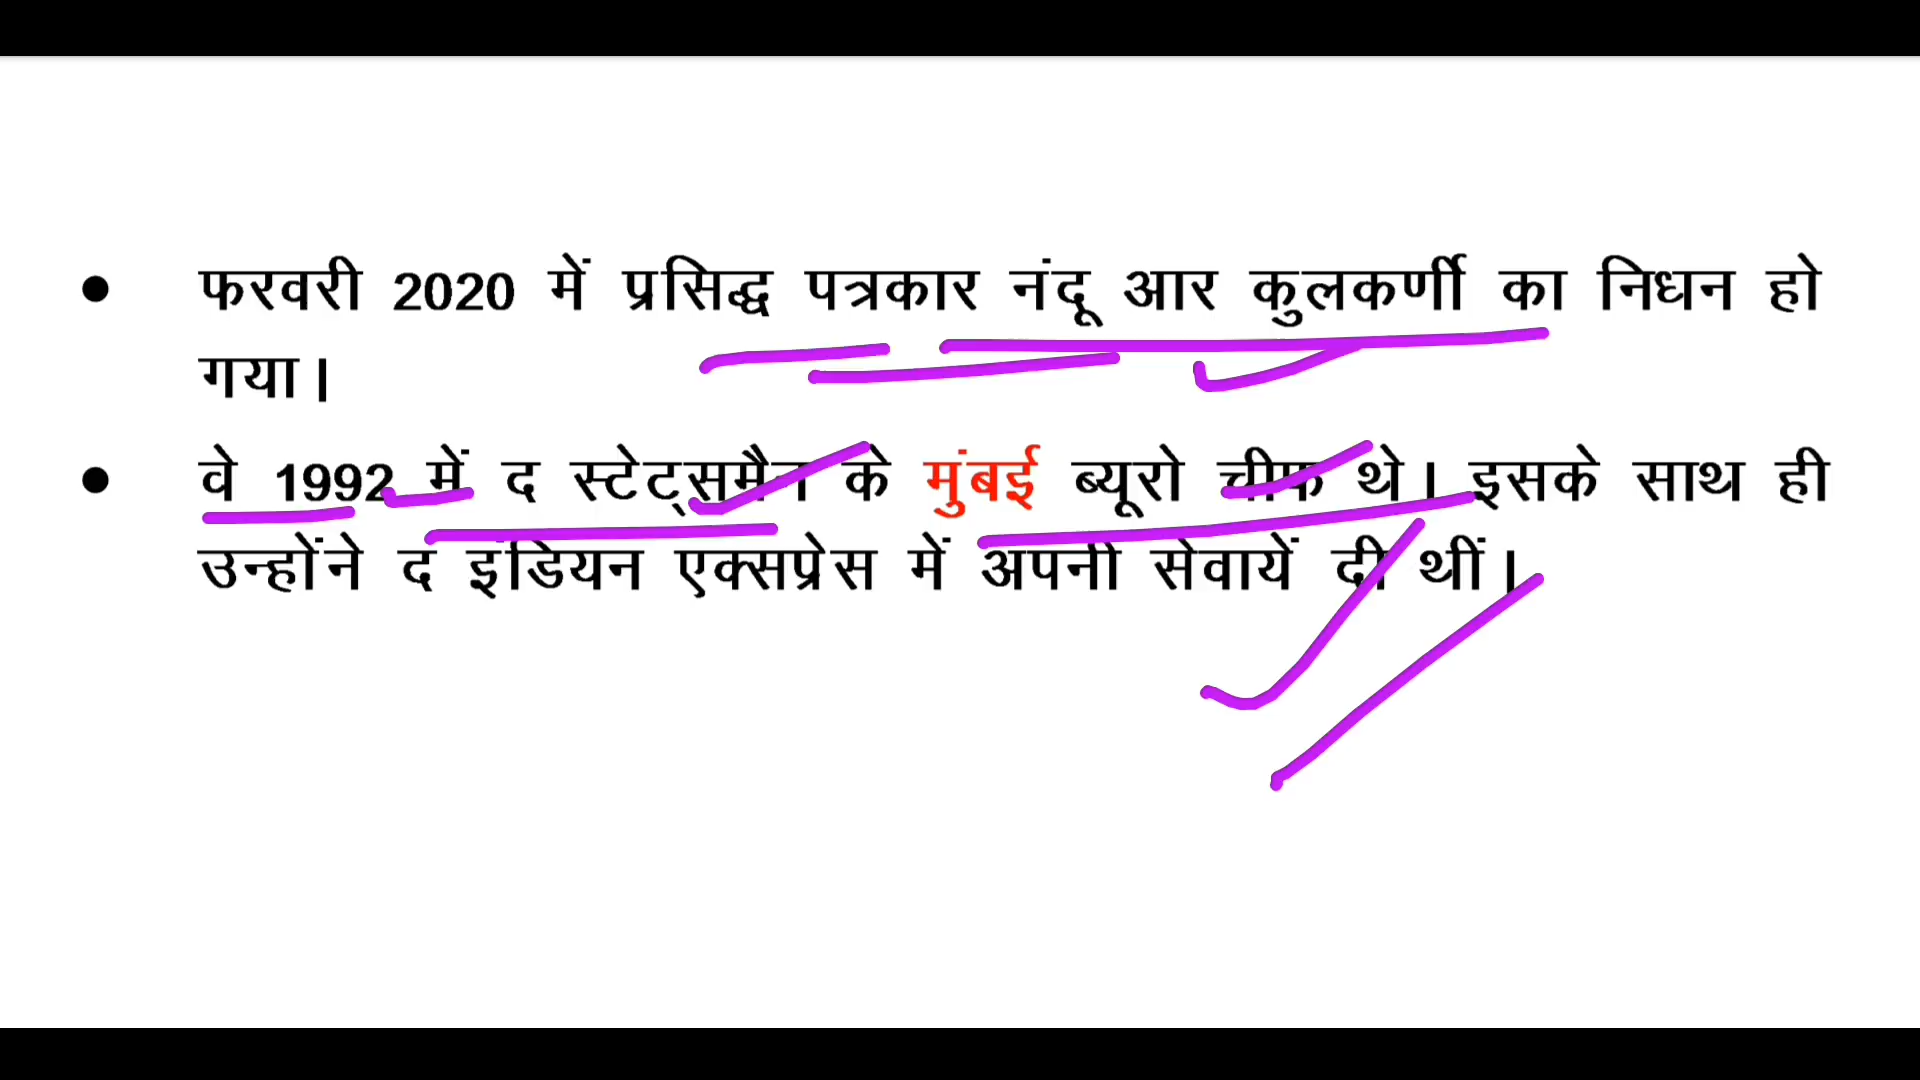 • फरवरी 2020 में प्रसिद्ध पत्रकार नंदू आर कुलकर्णी का निधन हो
गया।
• वे 1992 में द स्टेट्समैन के मुंबई ब्यूरो चीफ थे। इसके साथ ही
उन्होंने द इंडियन एक्सप्रेस में अपनी सेवायें दी थीं।